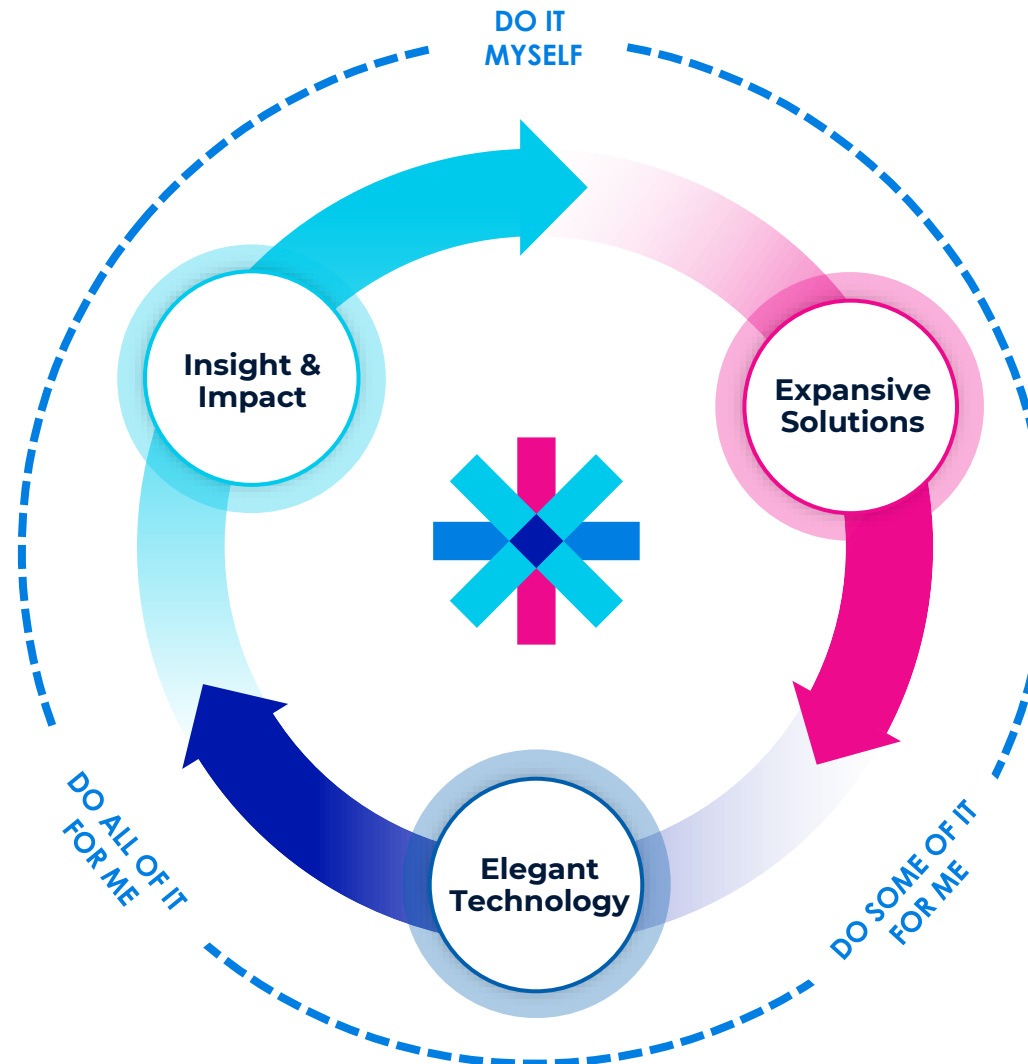 DO IT
MYSELF
Insight &
Impact
Expansive
Solutions
Elegant
Technology
DO ALL OF IT
FOR ME
DO SOME OF IT
FOR ME